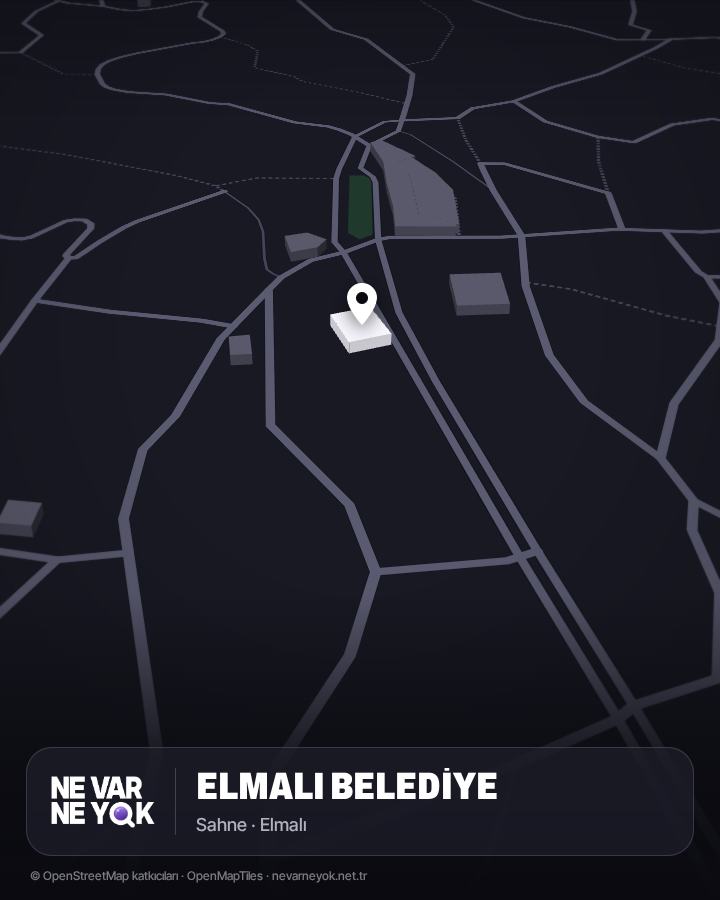 NE VAR
NE YOK
ELMALI BELEDİYE
Sahne · Elmalı
© OpenStreetMap katkıcıları · OpenMapTiles · nevarneyok.net.tr